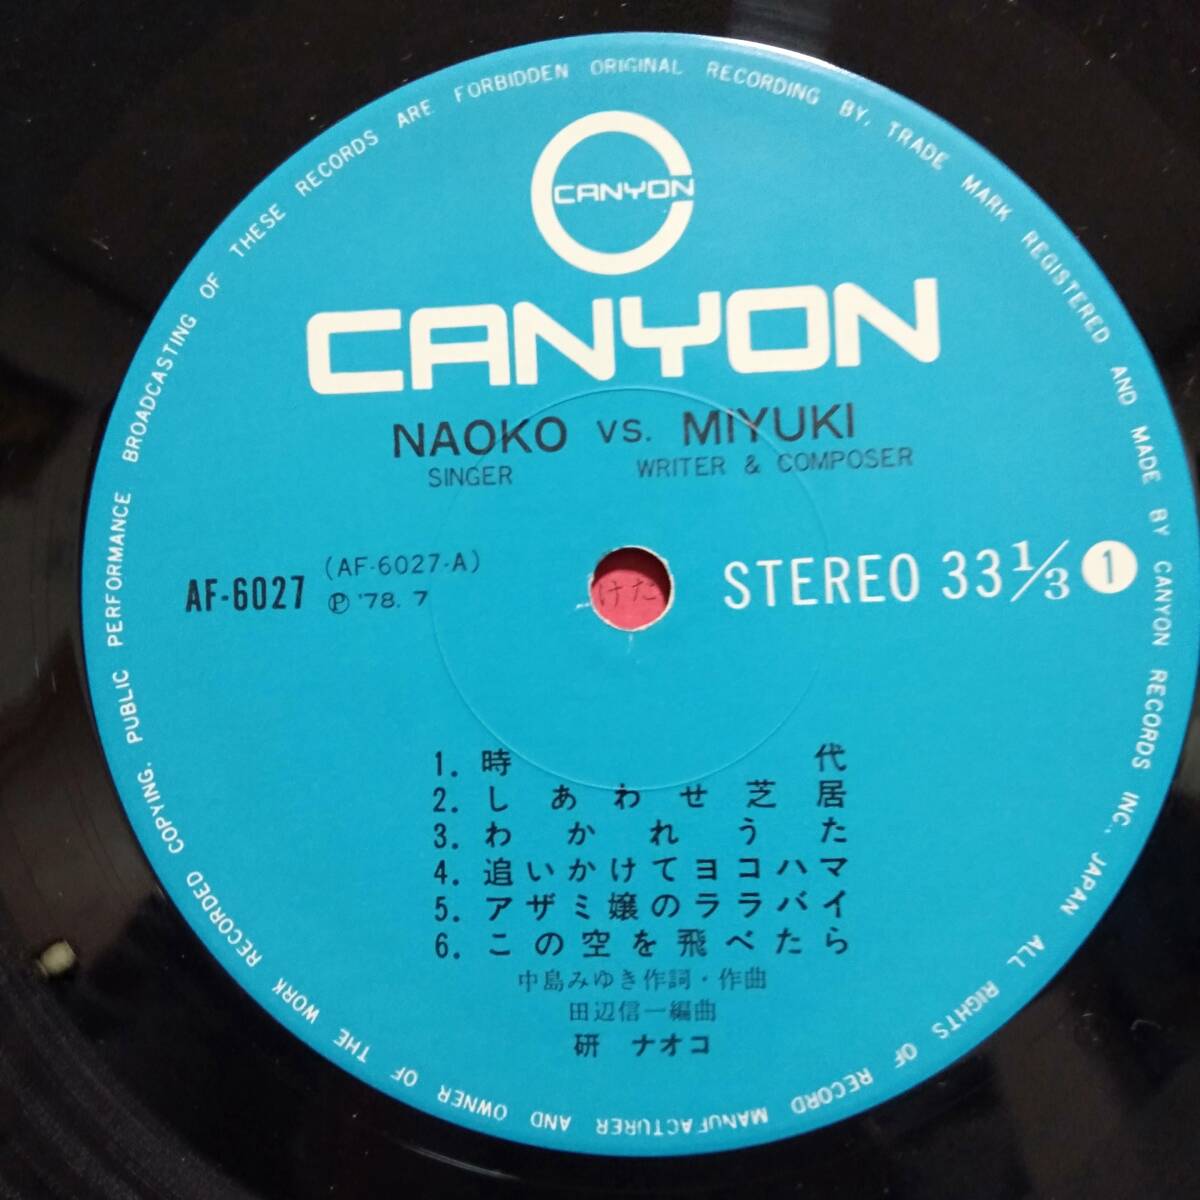 UNAUTHORIZED
PUBLIC PERFORMANCE BROADCASTING OF THESE RECORDS ARE FORBIDDEN ORIGINAL RECORDING BY, TRADE MARK REGISTERED AND MADE BY CANYON RECORDS INC., JAPAN
ALL RIGHTS OF RECORD MANUFACTURER AND OWNER OF THE WORK RECORDED COPYING.
CANYON
CANYON
NAOKO vs. MIYUKI
SINGER WRITER & COMPOSER
(AF-6027-A)
AF-6027 Ⓟ '78. 7
STEREO 33 1/3 1
けた
1. 時代
2. しあわせ芝居
3. わかれうた
4. 追いかけてヨコハマ
5. アザミ嬢のララバイ
6. この空を飛べたら
中島みゆき作詞・作曲
田辺信一編曲
研 ナオコ